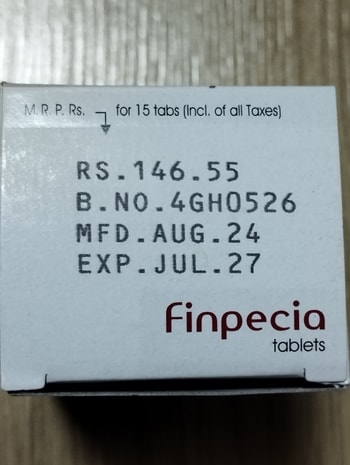 M. R. P. Rs. for 15 tabs (Incl. of all Taxes)
RS.146.55
B.NO.4GH0526
MFD.AUG.24
EXP.JUL.27
Finpecia
tablets